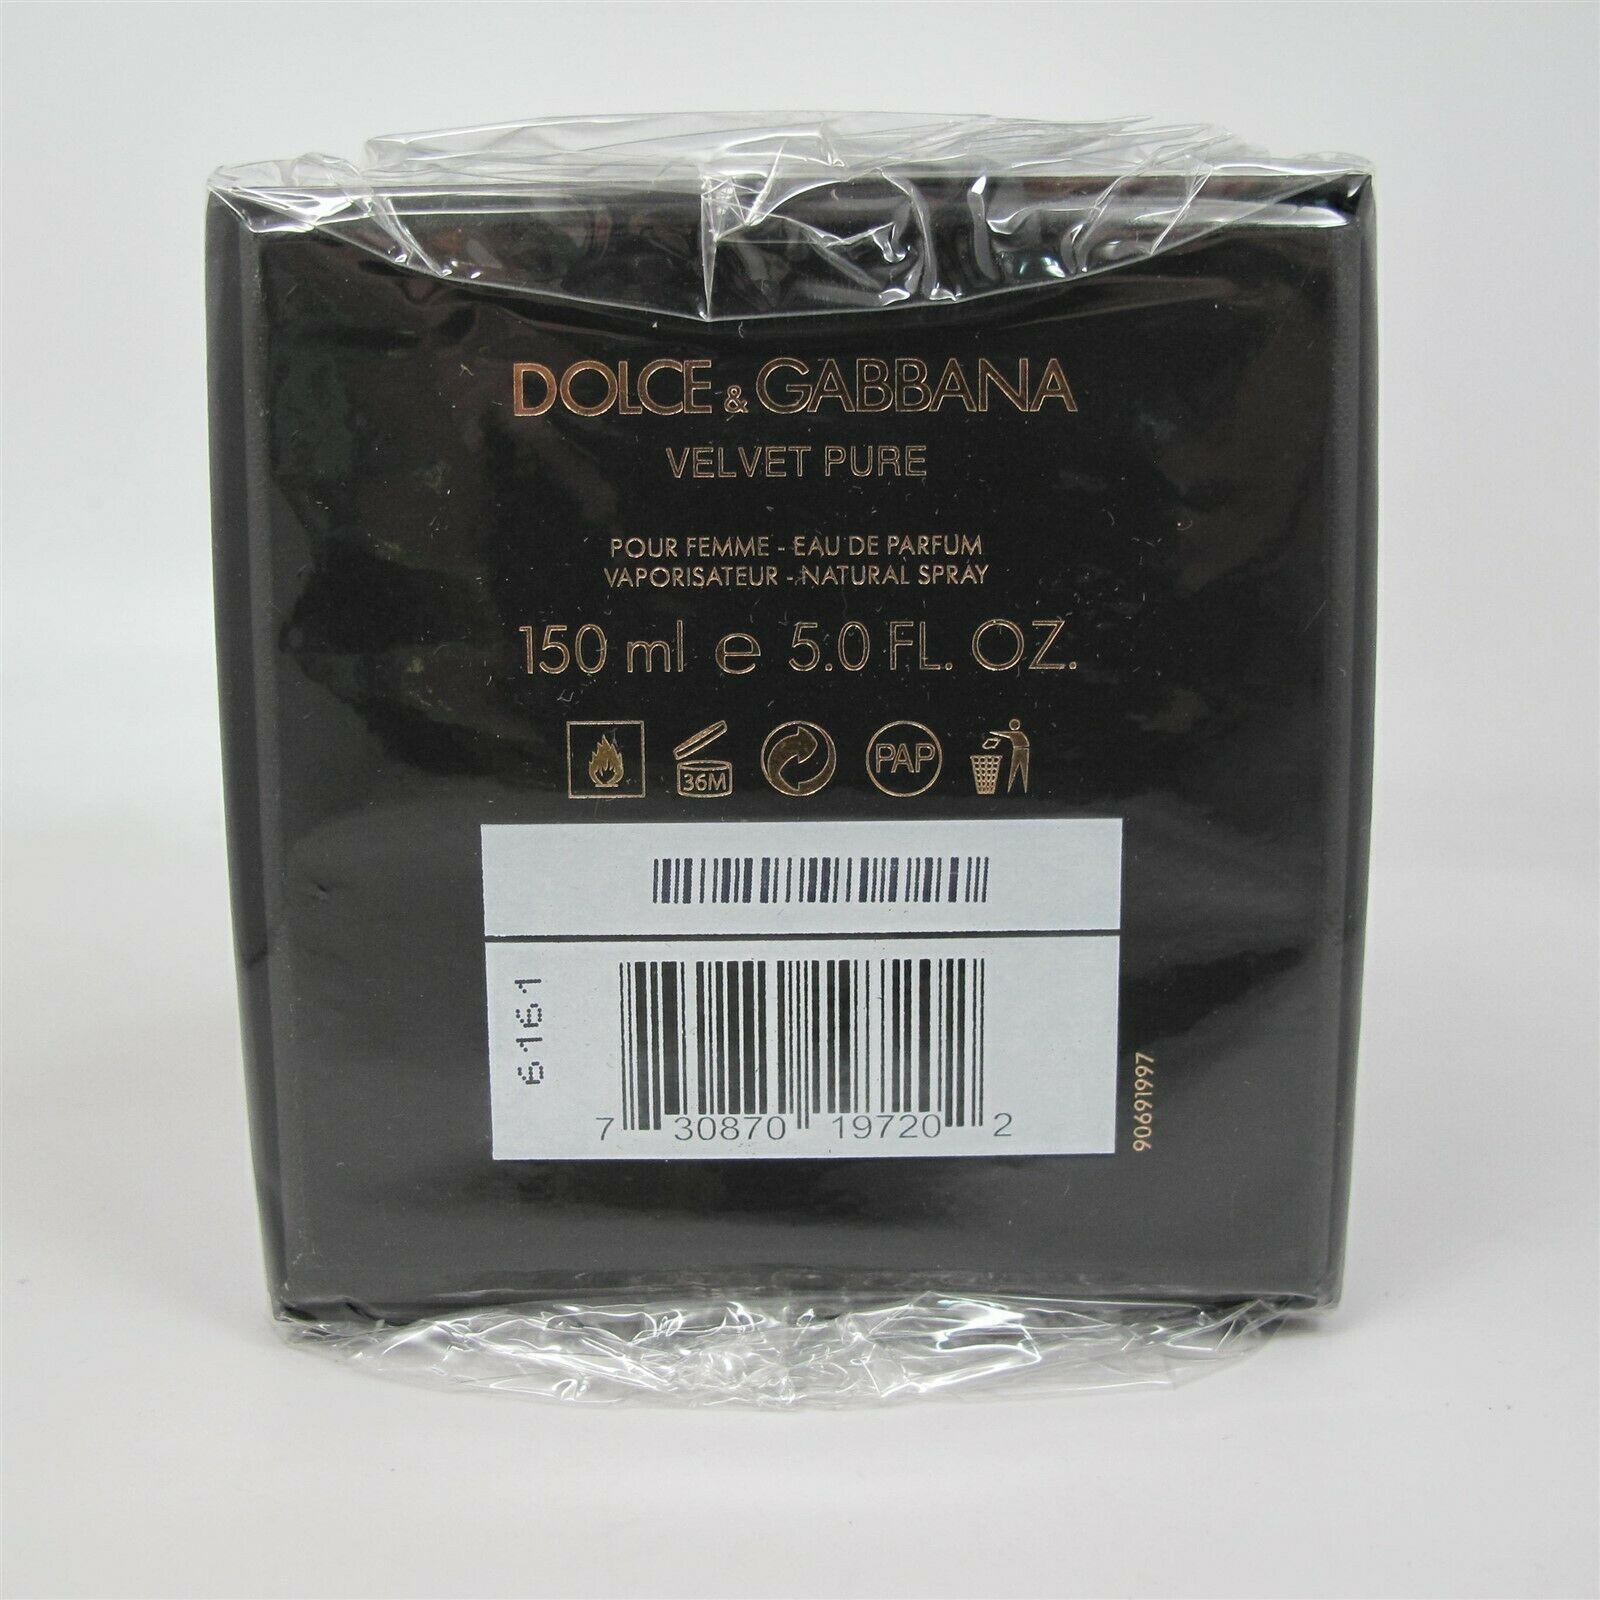 DOLCE & GABBANA
VELVET PURE
POUR FEMME - EAU DE PARFUM
VAPORISATEUR - NATURAL SPRAY
150 ml e 5.0 FL. OZ.
36M
PAP
6161
7 30870 19720 2
90661997